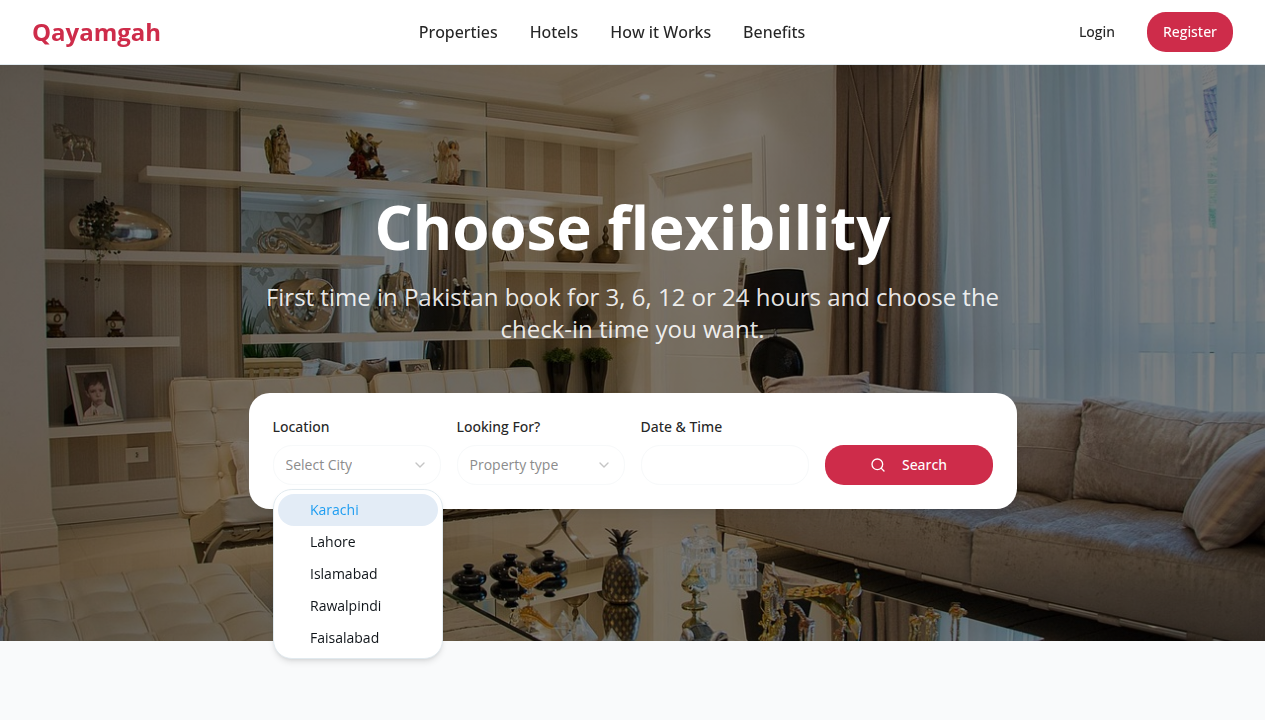 Qayamgah
Properties
Hotels
How it Works
Benefits
Login
Register
Choose flexibility
First time in Pakistan book for 3, 6, 12 or 24 hours and choose the
check-in time you want.
Location
Looking For?
Date & Time
Select City
Property type
Search
Karachi
Lahore
Islamabad
Rawalpindi
Faisalabad